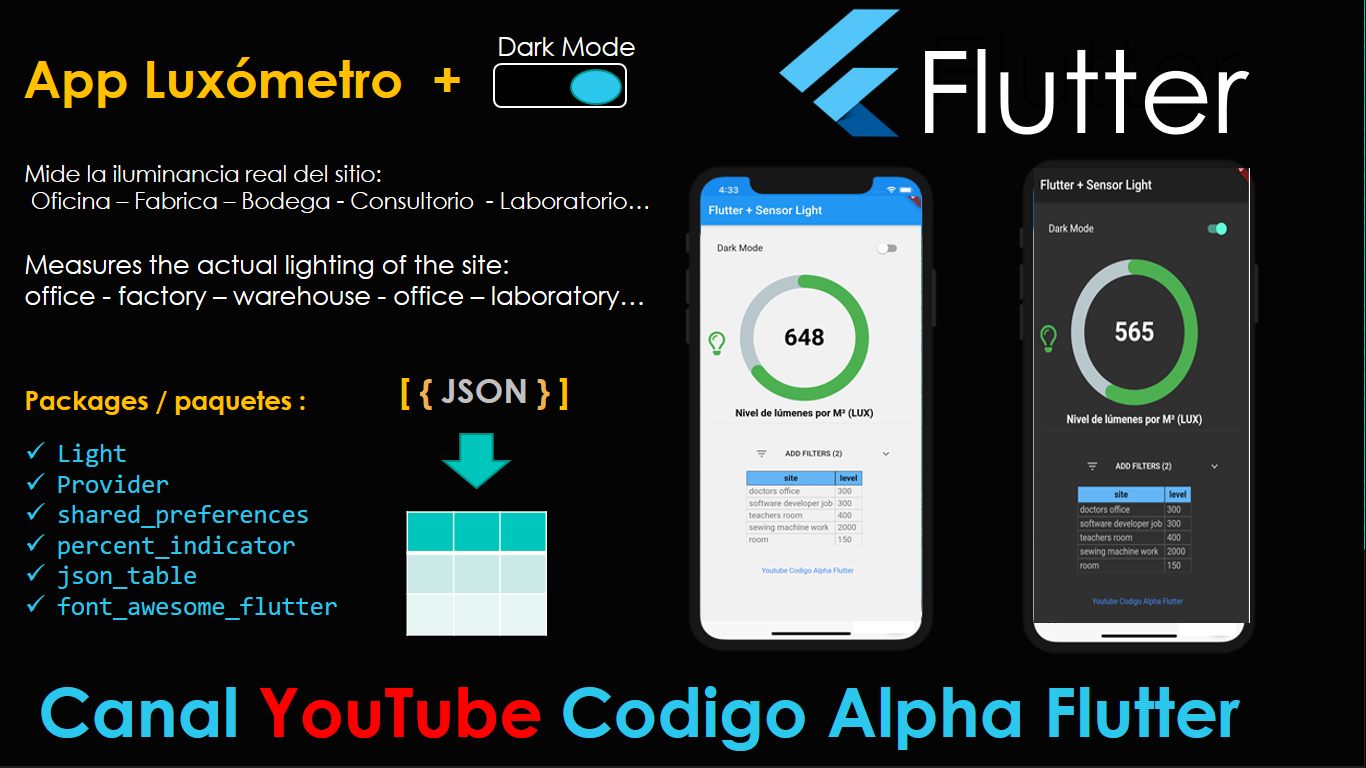 App Luxómetro +
Dark Mode
Flutter
Mide la iluminancia real del sitio:
Oficina – Fabrica – Bodega - Consultorio - Laboratorio…
Measures the actual lighting of the site:
office - factory – warehouse - office – laboratory…
Packages / paquetes :
✓ Light
✓ Provider
✓ shared_preferences
✓ percent_indicator
✓ json_table
✓ font_awesome_flutter
[ { JSON } ]
4:33
Flutter + Sensor Light
Dark Mode
648
Nivel de lúmenes por M² (LUX)
ADD FILTERS (2)
site level
doctors office 300
software developer job 300
teachers room 400
sewing machine work 2000
room 150
Youtube Codigo Alpha Flutter
Flutter + Sensor Light
Dark Mode
565
Nivel de lúmenes por M² (LUX)
ADD FILTERS (2)
site level
doctors office 300
software developer job 300
teachers room 400
sewing machine work 2000
room 150
Youtube Codigo Alpha Flutter
Canal YouTube Codigo Alpha Flutter